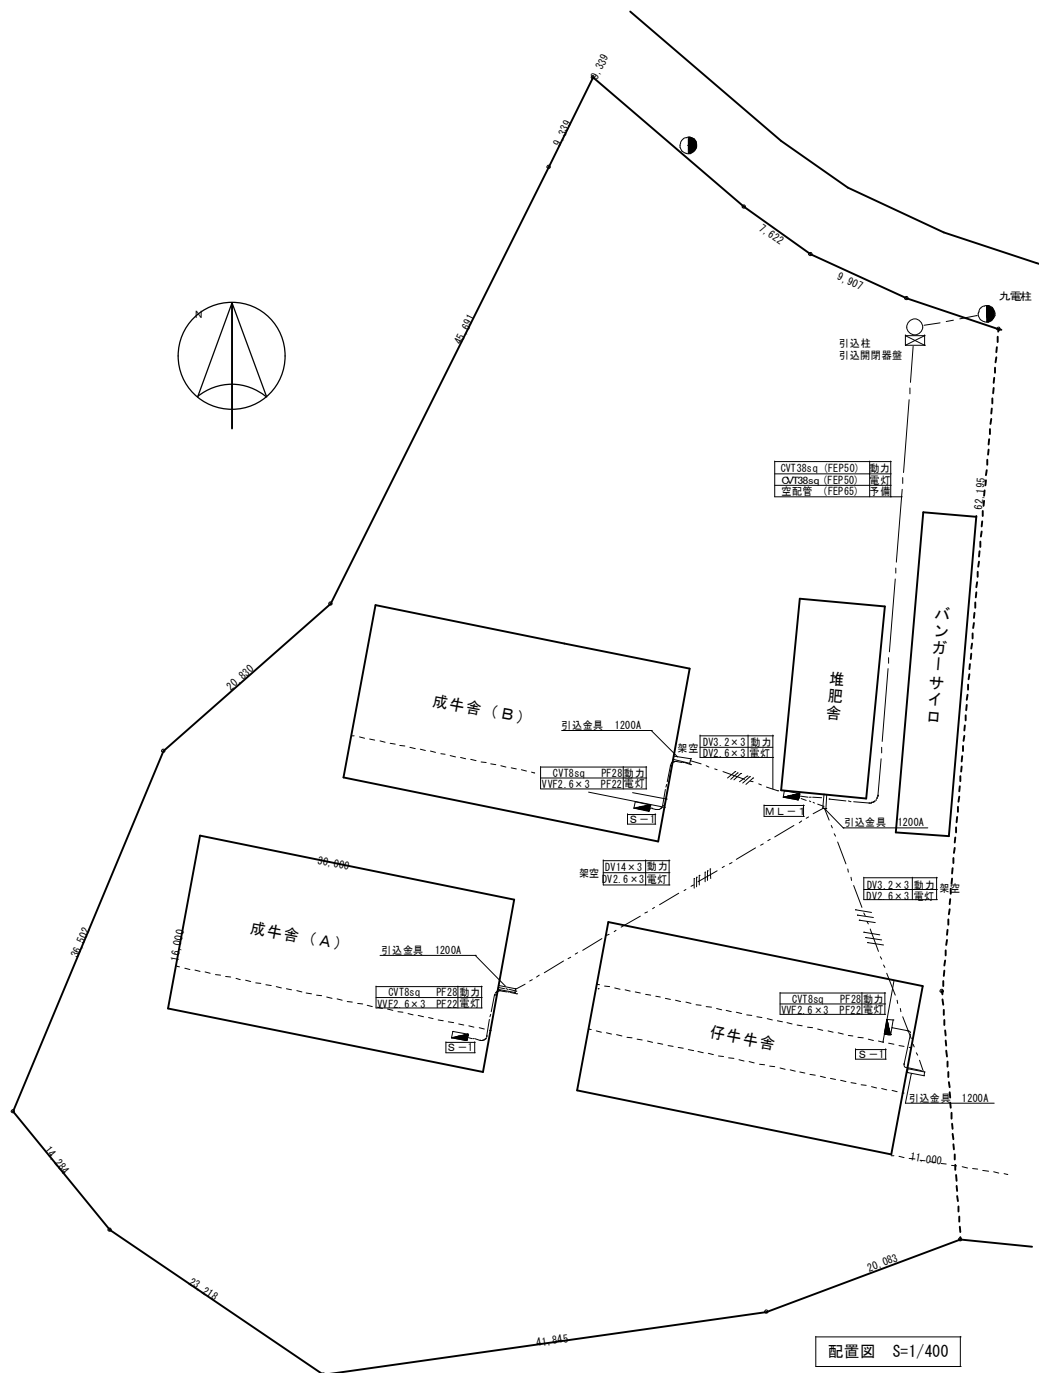 9.339
9.339
7.622
9.907
九電柱
引込柱
引込開閉器盤
N
45.691
CVT38sq (FEP50) 動力
CVT38sq (FEP50) 電灯
空配管 (FEP65) 予備
62.195
バンガーサイロ
堆肥舎
20.830
成牛舎(B)
引込金具 1200A
架空
DV3.2×3 動力
DV2.6×3 電灯
CVT8sq PF28 動力
VVF2.6×3 PF22 電灯
S-1
ML-1
引込金具 1200A
30.000
架空
DV14×3 動力
DV2.6×3 電灯
DV3.2×3 動力
DV2.6×3 電灯
架空
36.502
16.000
成牛舎(A)
引込金具 1200A
CVT8sq PF28 動力
VVF2.6×3 PF22 電灯
S-1
CVT8sq PF28 動力
VVF2.6×3 PF22 電灯
仔牛牛舎
S-1
引込金具 1200A
11.000
14.284
23.218
20.083
41.845
配置図 S=1/400